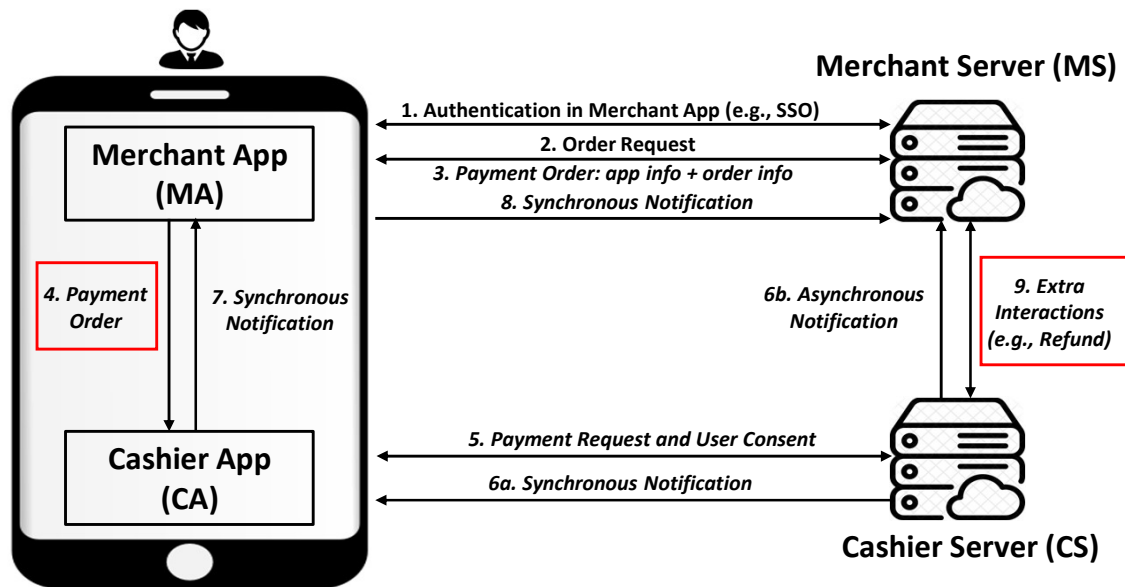 Merchant Server (MS)
1. Authentication in Merchant App (e.g., SSO)
Merchant App
(MA)
2. Order Request
3. Payment Order: app info + order info
8. Synchronous Notification
4. Payment
Order
7. Synchronous
Notification
6b. Asynchronous
Notification
9. Extra
Interactions
(e.g., Refund)
Cashier App
(CA)
5. Payment Request and User Consent
6a. Synchronous Notification
Cashier Server (CS)